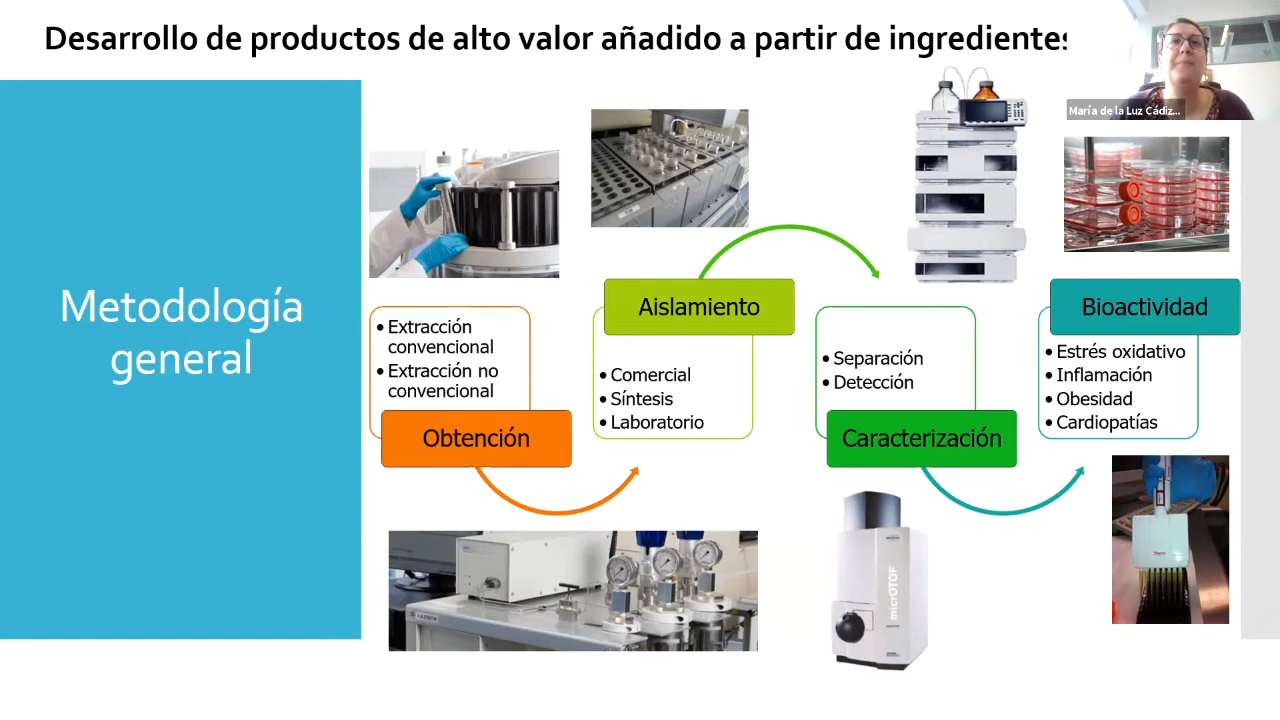 Desarrollo de productos de alto valor añadido a partir de ingredientes
María de la Luz Cádiz...
Metodología
general
• Extracción
convencional
• Extracción no
convencional
Obtención
Aislamiento
• Comercial
• Síntesis
• Laboratorio
• Separación
• Detección
Caracterización
Bioactividad
• Estrés oxidativo
• Inflamación
• Obesidad
• Cardiopatías
micrOTOF